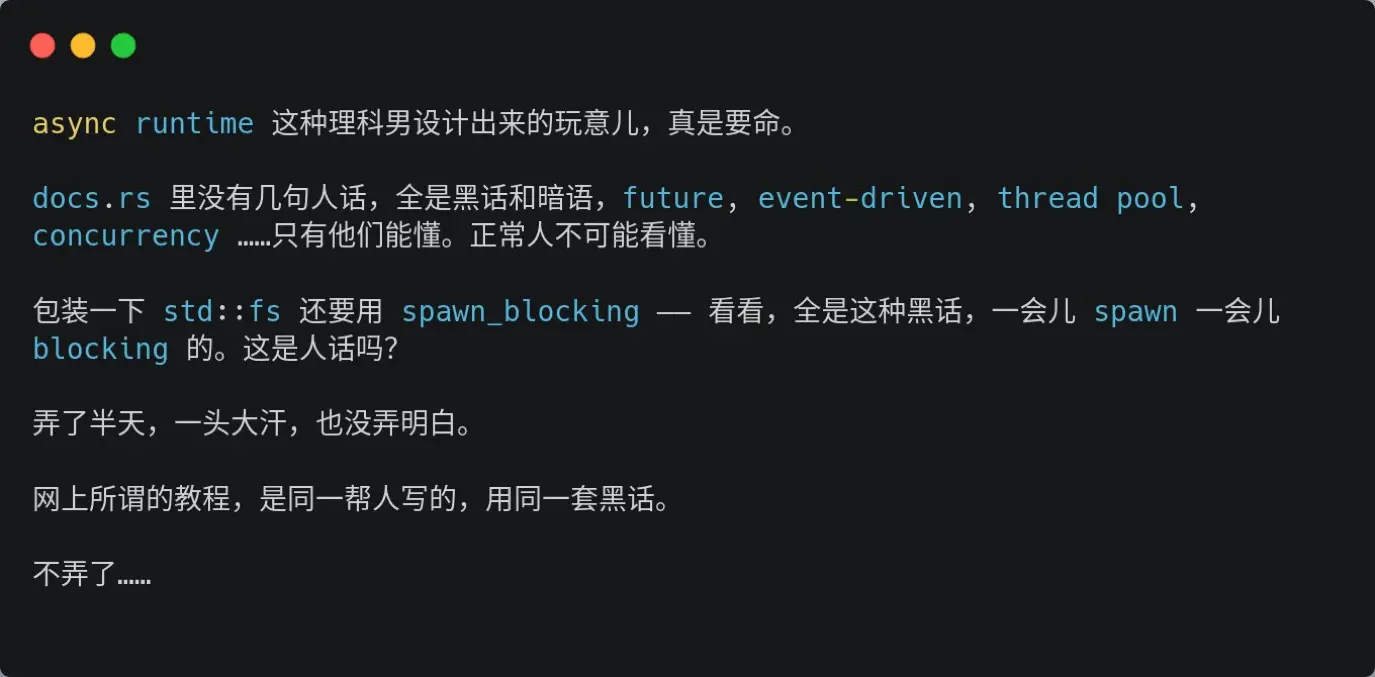 async runtime 这种理科男设计出来的玩意儿，真是要命。
docs.rs 里没有几句人话，全是黑话和暗语，future, event-driven, thread pool,
concurrency ……只有他们能懂。正常人不可能看懂。
包装一下 std::fs 还要用 spawn_blocking —— 看看，全是这种黑话，一会儿 spawn 一会儿
blocking 的。这是人话吗？
弄了半天，一头大汗，也没弄明白。
网上所谓的教程，是同一帮人写的，用同一套黑话。
不弄了……